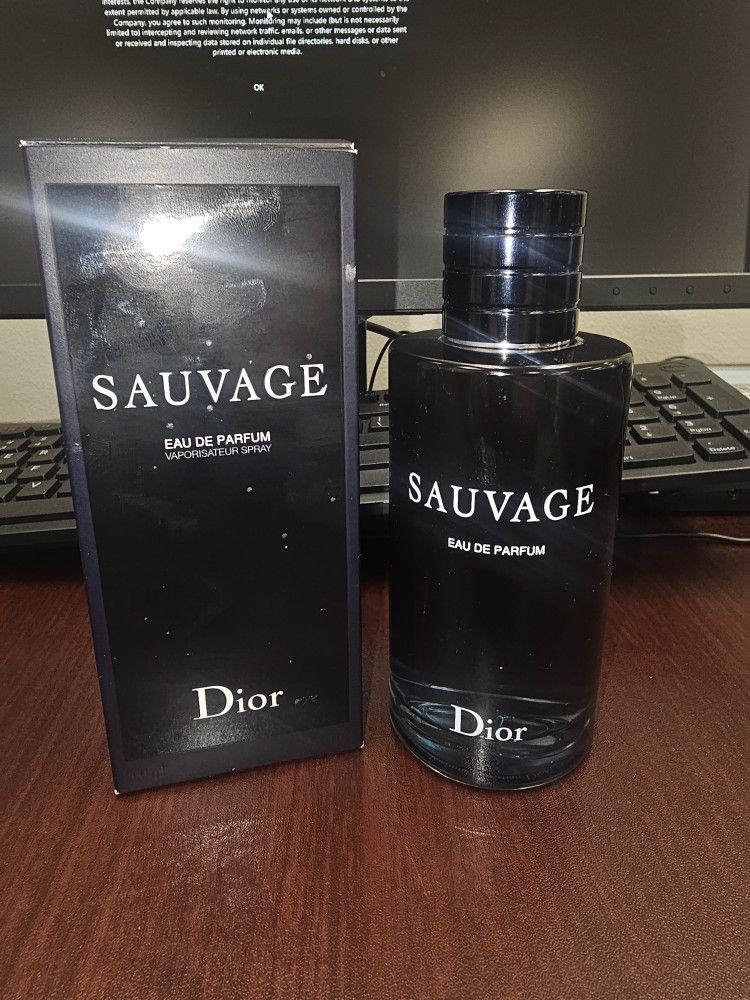 interests, the Company reserves the right to monitor any use of its network and systems to the
extent permitted by applicable law. By using networks or systems owned or controlled by the
Company, you agree to such monitoring. Monitoring may include (but is not necessarily
limited to) intercepting and reviewing network traffic, emails, or other messages or data sent
or received and inspecting data stored on individual file directories, hard disks, or other
printed or electronic media.
OK
SAUVAGE
EAU DE PARFUM
VAPORISATEUR SPRAY
Dior
SAUVAGE
EAU DE PARFUM
Dior
PgUp
PgDn
Delete